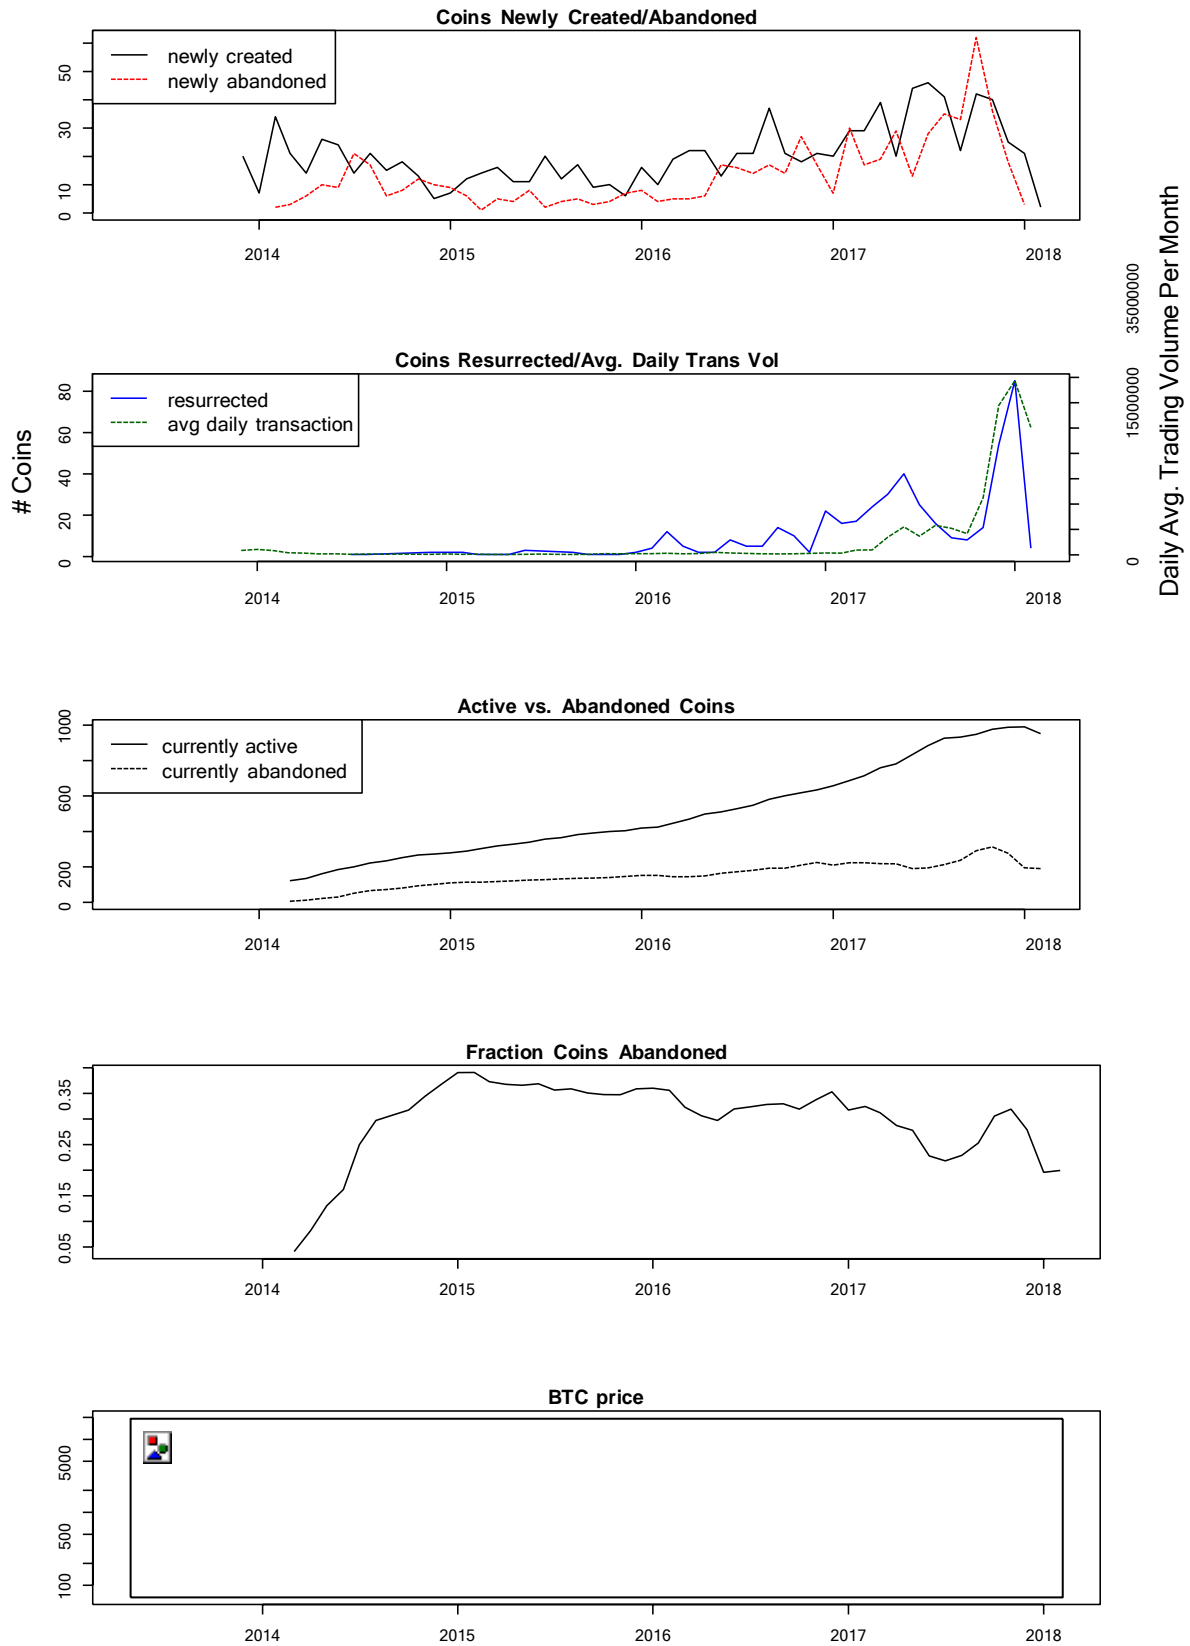 Coins Newly Created/Abandoned
newly created
newly abandoned
50
30
10
0
2014 2015 2016 2017 2018
Daily Avg. Trading Volume Per Month
# Coins
Coins Resurrected/Avg. Daily Trans Vol
resurrected
avg daily transaction
80
60
40
20
0
35000000
15000000
0
2014 2015 2016 2017 2018
Active vs. Abandoned Coins
currently active
currently abandoned
1000
600
200
0
2014 2015 2016 2017 2018
Fraction Coins Abandoned
0.35
0.25
0.15
0.05
2014 2015 2016 2017 2018
BTC price
5000
500
100
2014 2015 2016 2017 2018